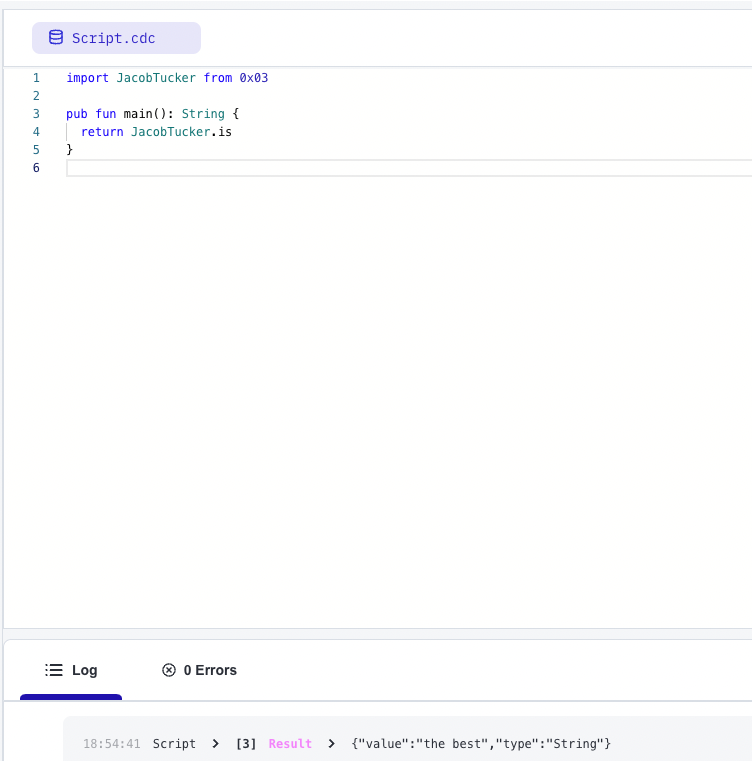 Script.cdc
1 import JacobTucker from 0x03
2
3 pub fun main(): String {
4   return JacobTucker.is
5 }
6
Log 0 Errors
18:54:41 Script > [3] Result > {"value":"the best","type":"String"}